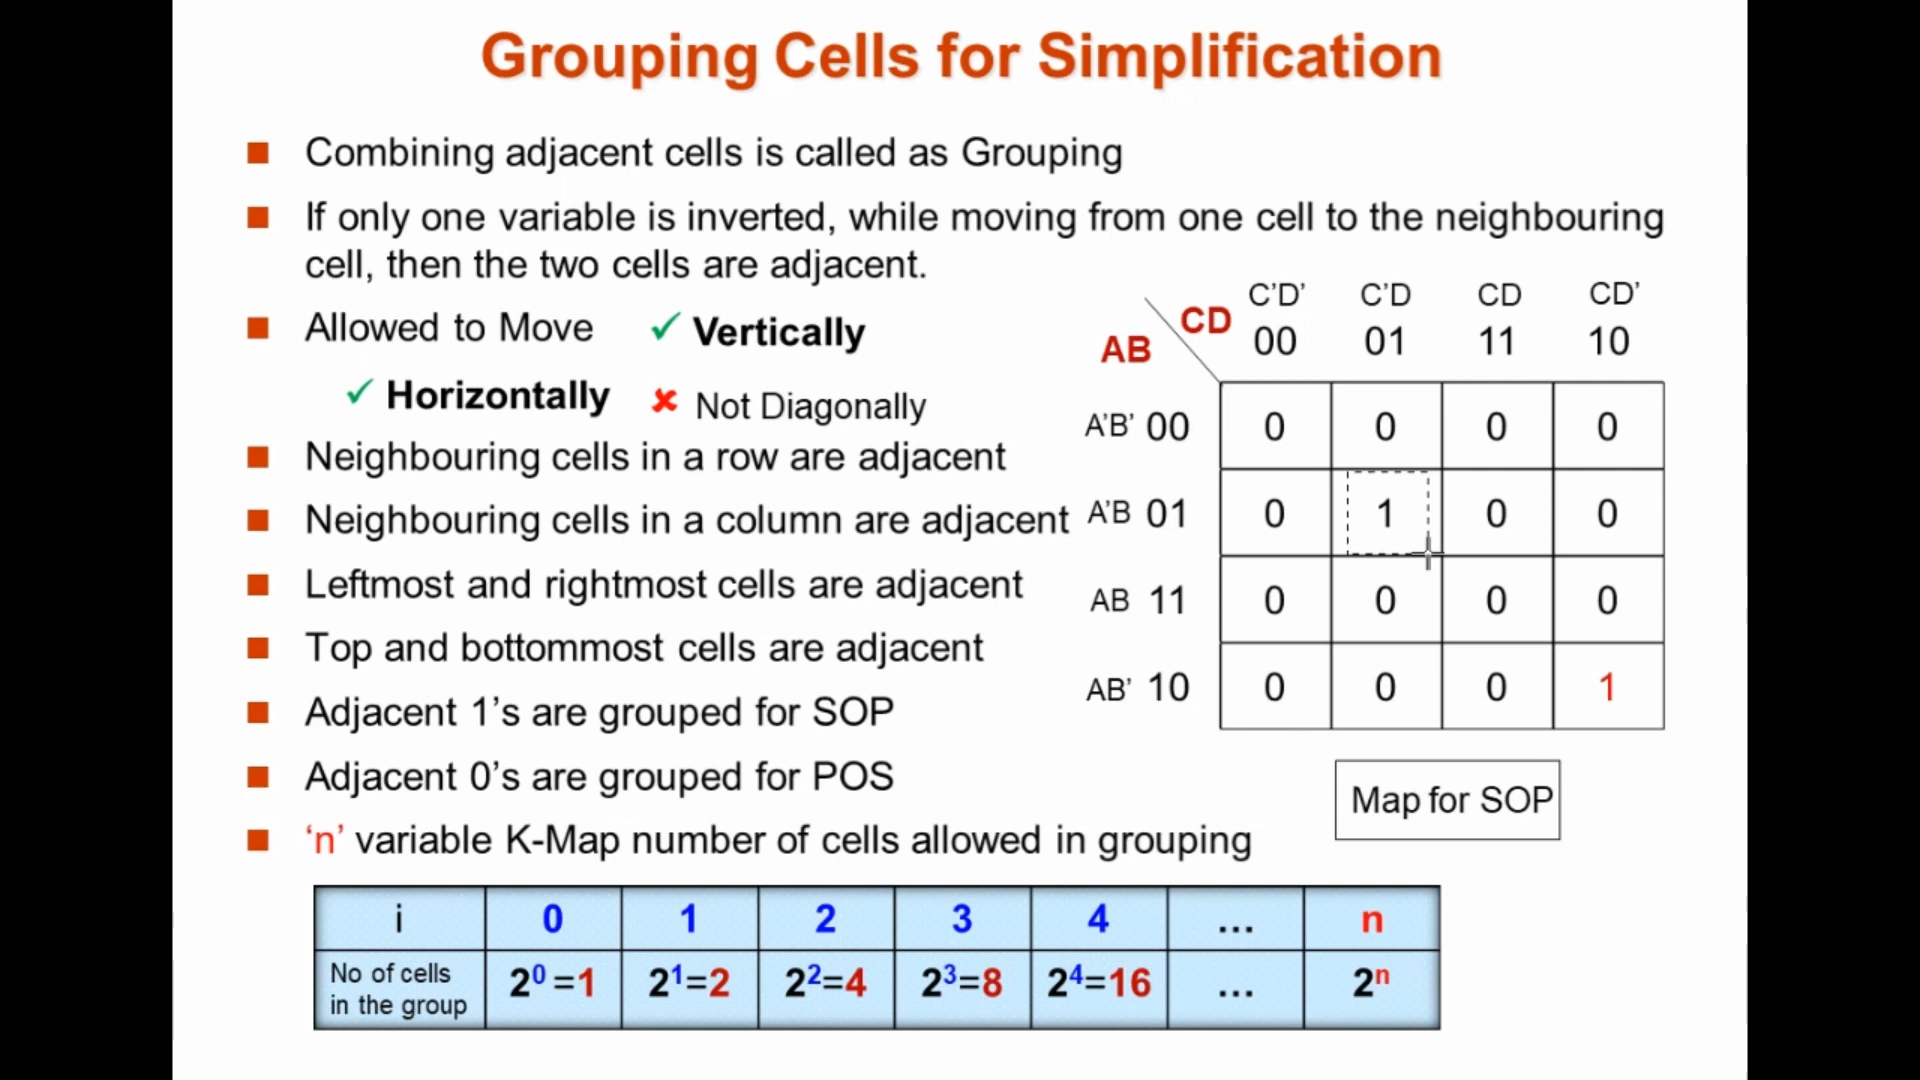 Grouping Cells for Simplification
Combining adjacent cells is called as Grouping
If only one variable is inverted, while moving from one cell to the neighbouring
cell, then the two cells are adjacent.
Allowed to Move ✓ Vertically
✓ Horizontally ✘ Not Diagonally
Neighbouring cells in a row are adjacent
Neighbouring cells in a column are adjacent
Leftmost and rightmost cells are adjacent
Top and bottommost cells are adjacent
Adjacent 1’s are grouped for SOP
Adjacent 0’s are grouped for POS
‘n’ variable K-Map number of cells allowed in grouping
C’D’ C’D CD CD’
AB CD 00 01 11 10
A’B’ 00 0 0 0 0
A’B 01 0 1 0 0
AB 11 0 0 0 0
AB’ 10 0 0 0 1
Map for SOP
i 0 1 2 3 4 ... n
No of cells
in the group 2⁰=1 2¹=2 2²=4 2³=8 2⁴=16 ... 2ⁿ